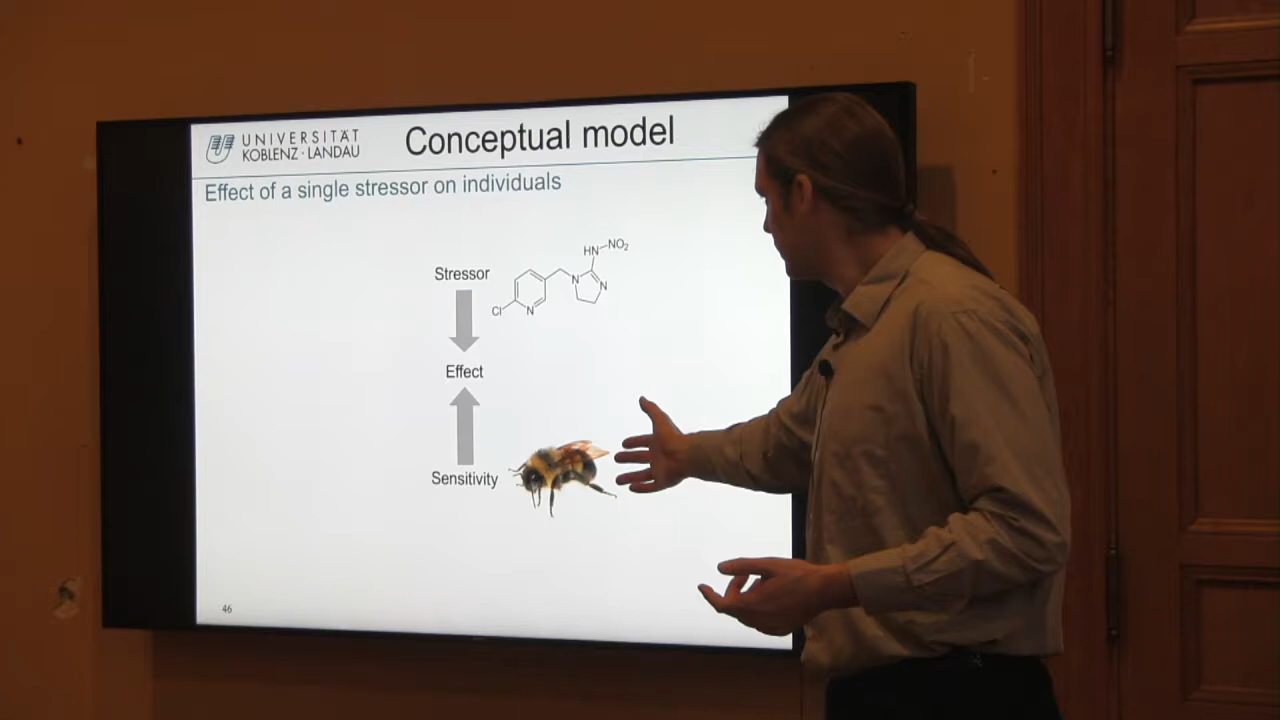 UNIVERSITÄT
KOBLENZ · LANDAU
Conceptual model
Effect of a single stressor on individuals
HN-NO₂
Stressor
N
N
Cl
N
Effect
Sensitivity
46